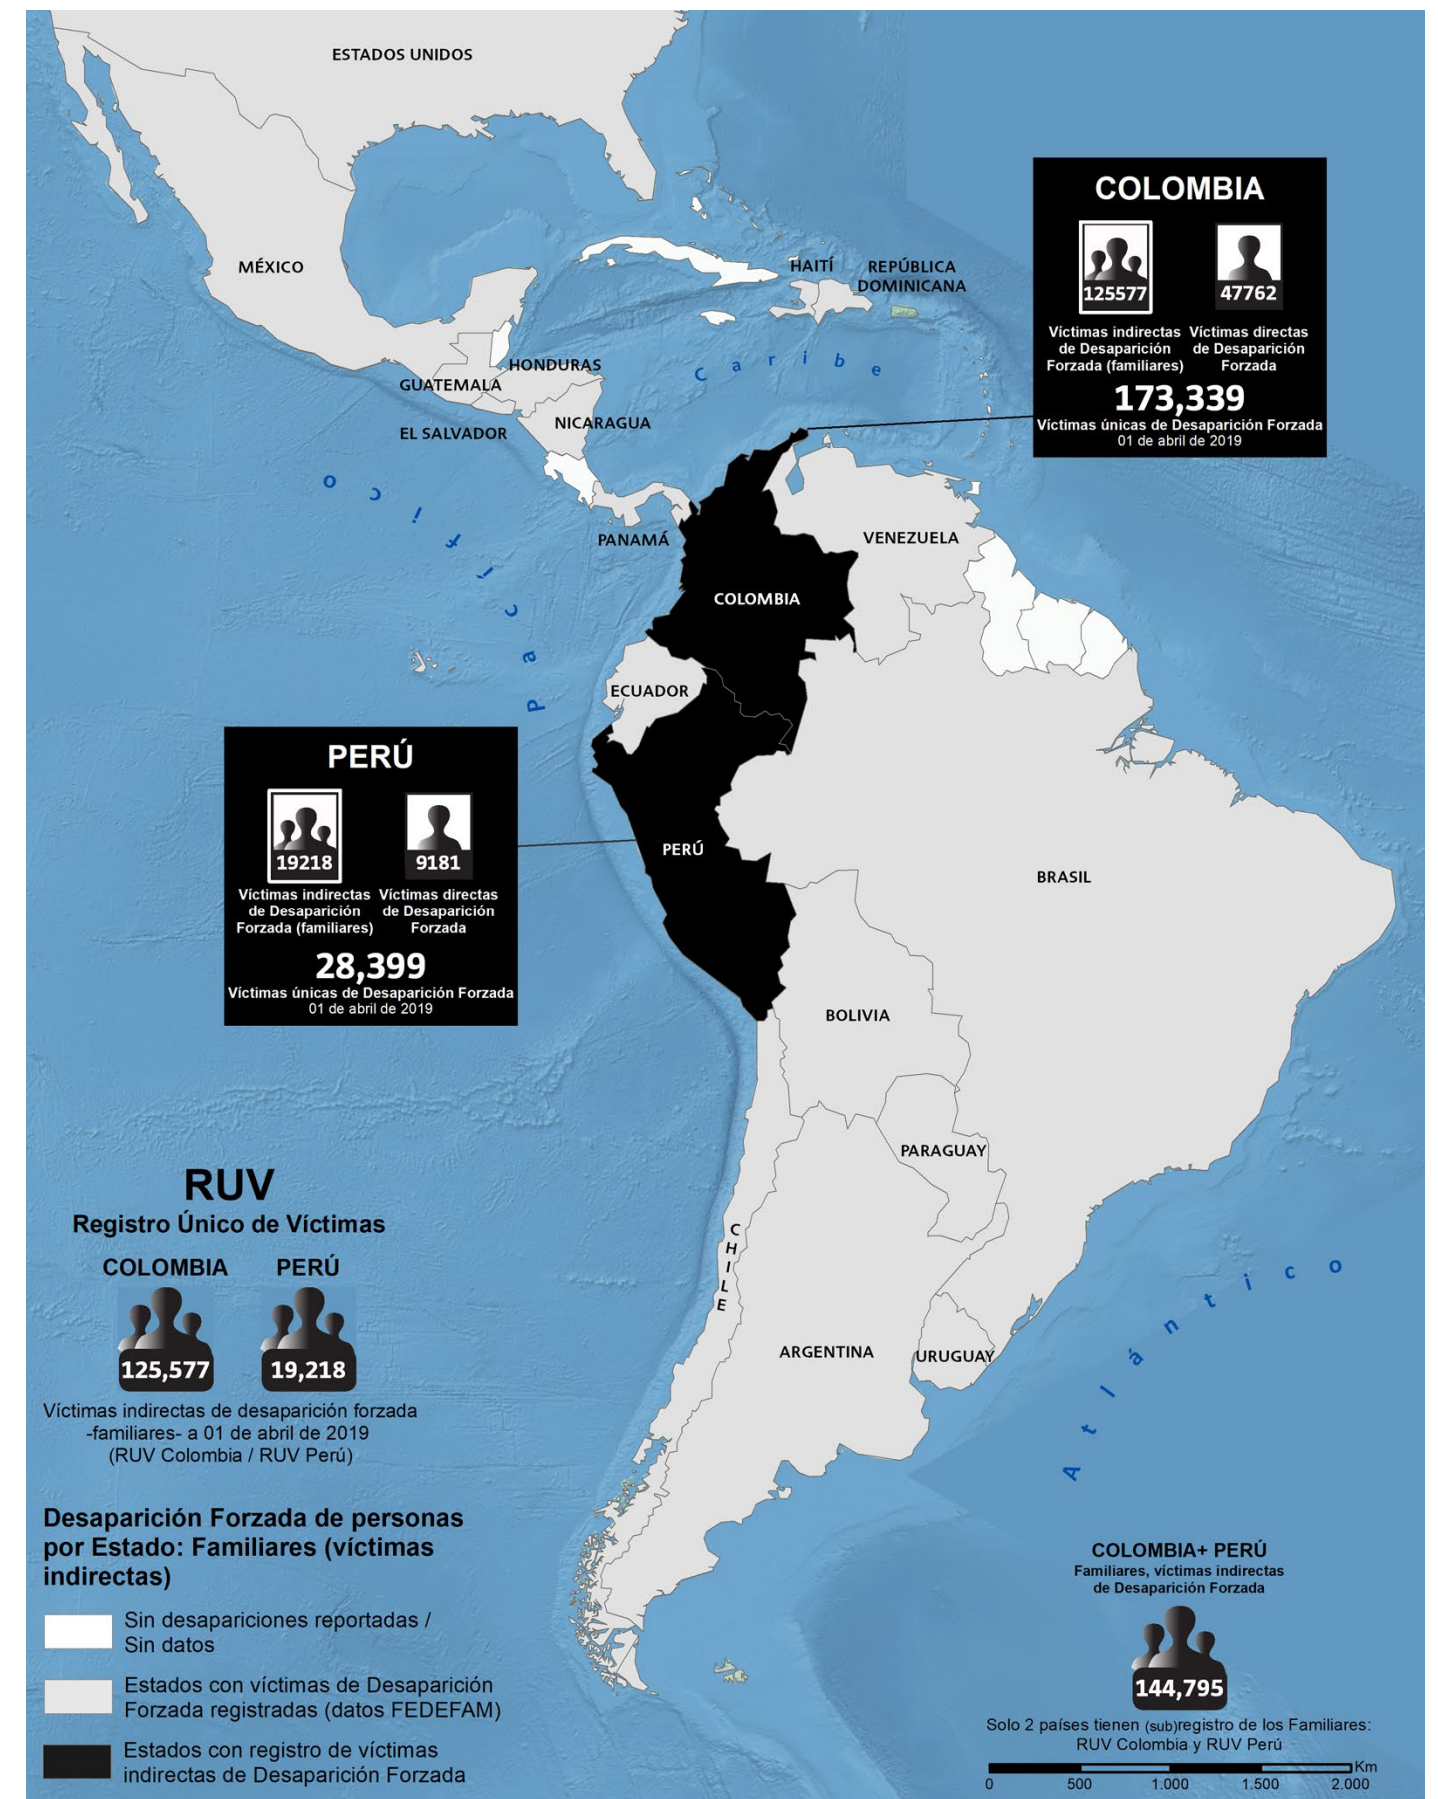 ESTADOS UNIDOS
MÉXICO
HAITÍ
REPÚBLICA
DOMINICANA
HONDURAS
GUATEMALA
NICARAGUA
EL SALVADOR
Caribe
PANAMÁ
VENEZUELA
COLOMBIA
ECUADOR
Pacífico
PERÚ
BRASIL
BOLIVIA
PARAGUAY
CHILE
ARGENTINA
URUGUAY
Atlántico
COLOMBIA
125577
47762
Víctimas indirectas
de Desaparición
Forzada (familiares)
Víctimas directas
de Desaparición
Forzada
173,339
Víctimas únicas de Desaparición Forzada
01 de abril de 2019
PERÚ
19218
9181
Víctimas indirectas
de Desaparición
Forzada (familiares)
Víctimas directas
de Desaparición
Forzada
28,399
Víctimas únicas de Desaparición Forzada
01 de abril de 2019
RUV
Registro Único de Víctimas
COLOMBIA PERÚ
125,577 19,218
Víctimas indirectas de desaparición forzada
-familiares- a 01 de abril de 2019
(RUV Colombia / RUV Perú)
Desaparición Forzada de personas
por Estado: Familiares (víctimas
indirectas)
Sin desapariciones reportadas /
Sin datos
Estados con víctimas de Desaparición
Forzada registradas (datos FEDEFAM)
Estados con registro de víctimas
indirectas de Desaparición Forzada
COLOMBIA+ PERÚ
Familiares, víctimas indirectas
de Desaparición Forzada
144,795
Solo 2 países tienen (sub)registro de los Familiares:
RUV Colombia y RUV Perú
Km
0 500 1.000 1.500 2.000